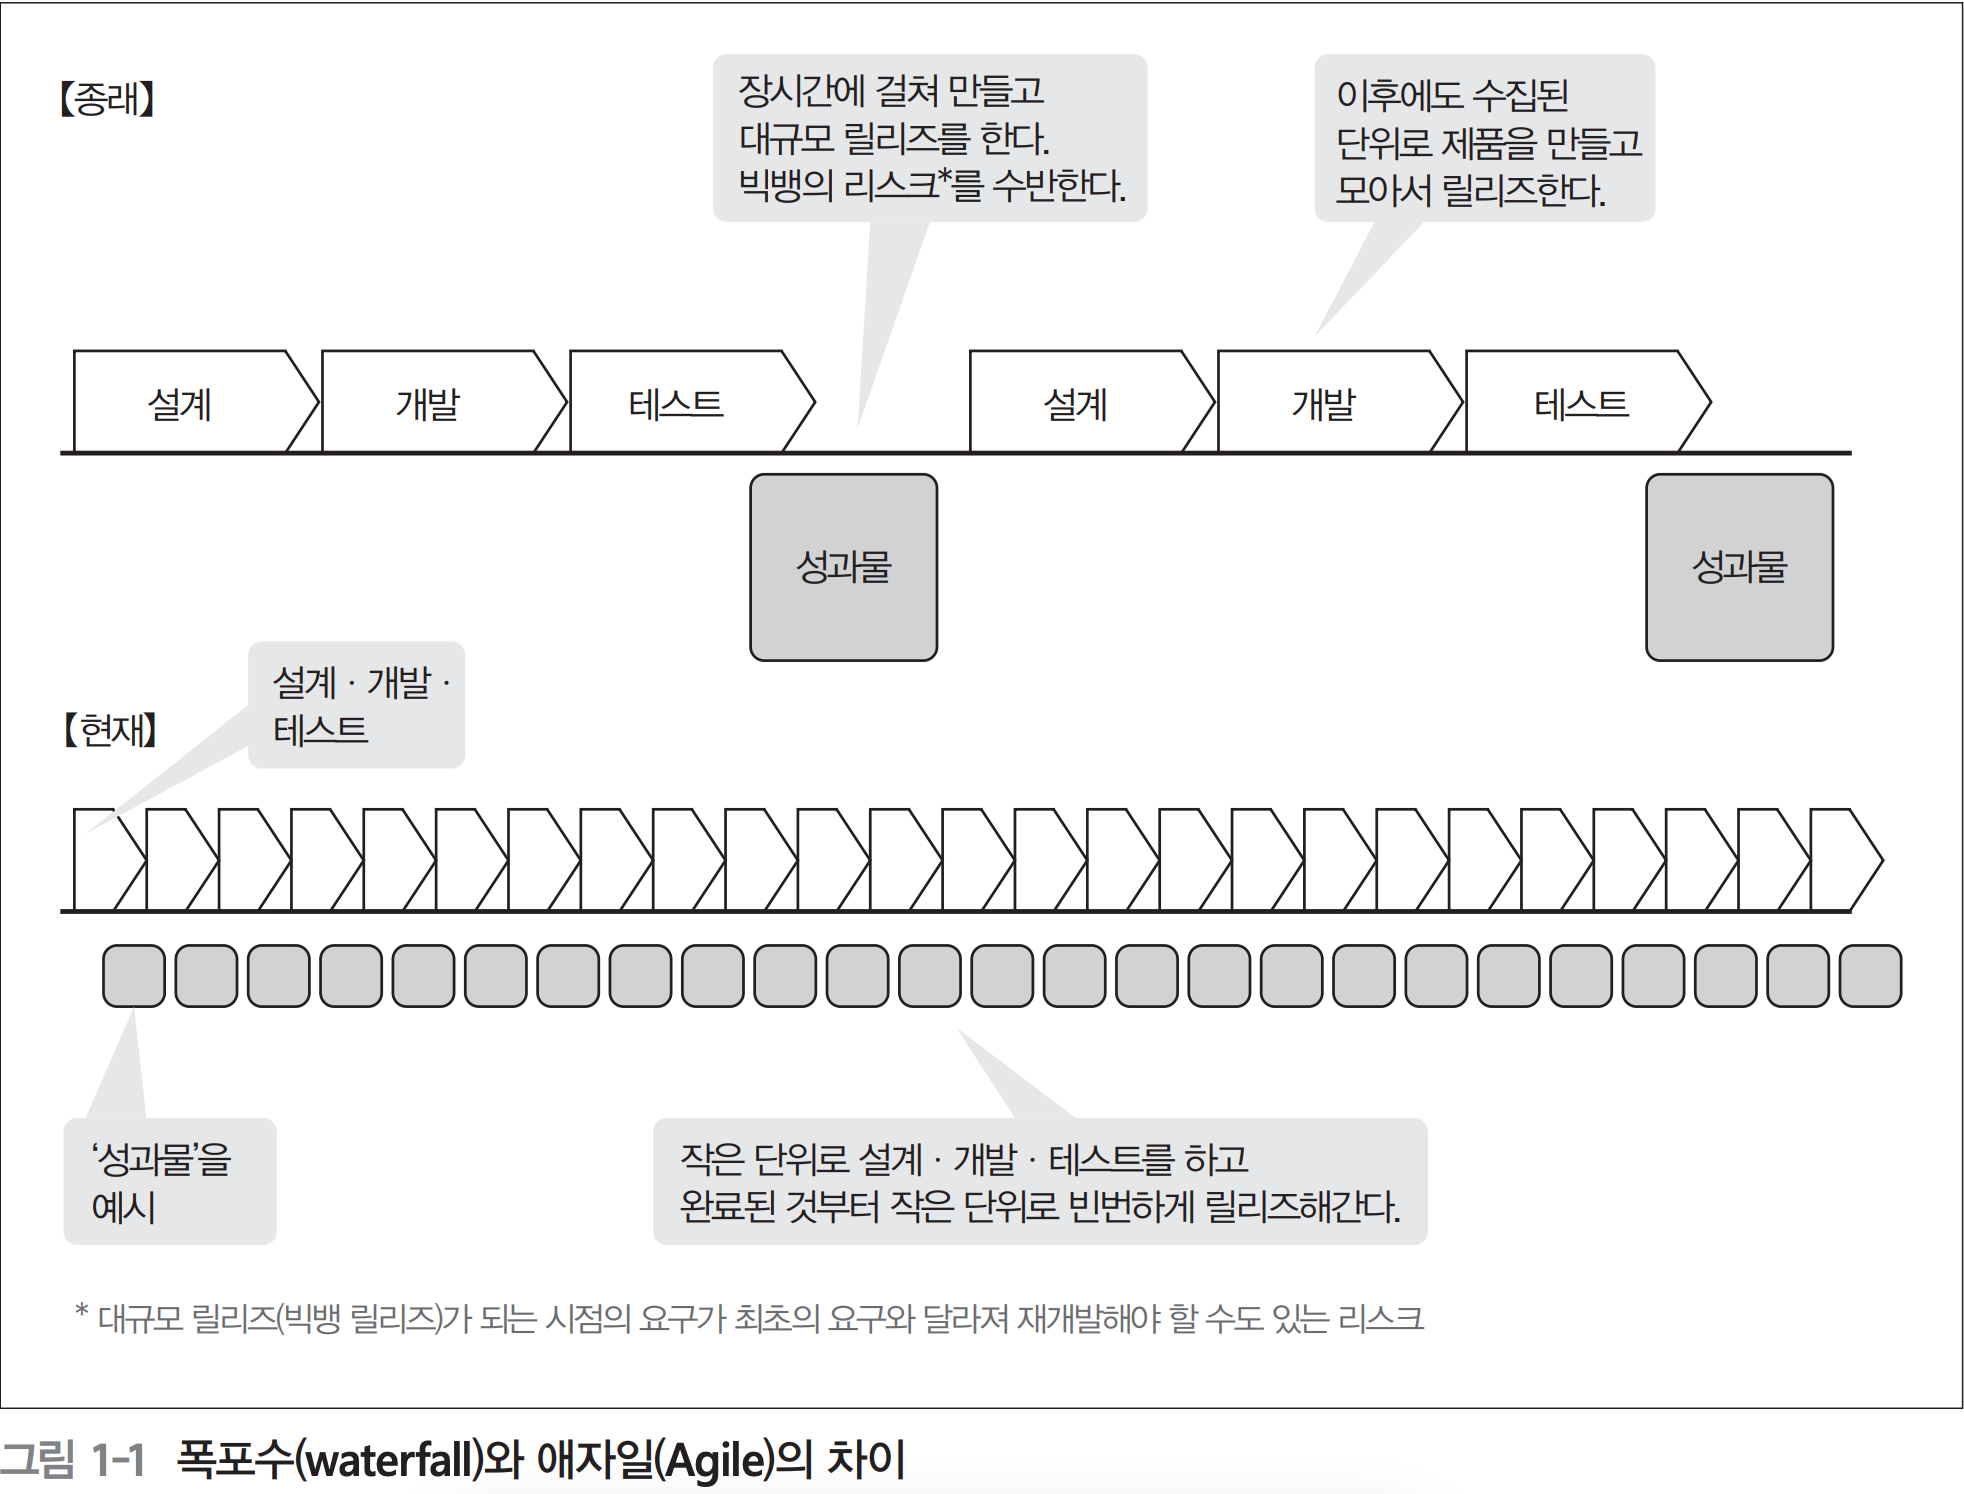 【종래】
장시간에 걸쳐 만들고
대규모 릴리즈를 한다.
빅뱅의 리스크*를 수반한다.
이후에도 수집된
단위로 제품을 만들고
모아서 릴리즈한다.
설계
개발
테스트
설계
개발
테스트
성과물
성과물
【현재】
설계 · 개발 ·
테스트
‘성과물’을
예시
작은 단위로 설계 · 개발 · 테스트를 하고
완료된 것부터 작은 단위로 빈번하게 릴리즈해간다.
* 대규모 릴리즈(빅뱅 릴리즈)가 되는 시점의 요구가 최초의 요구와 달라져 재개발해야 할 수도 있는 리스크
그림 1-1 폭포수(waterfall)와 애자일(Agile)의 차이